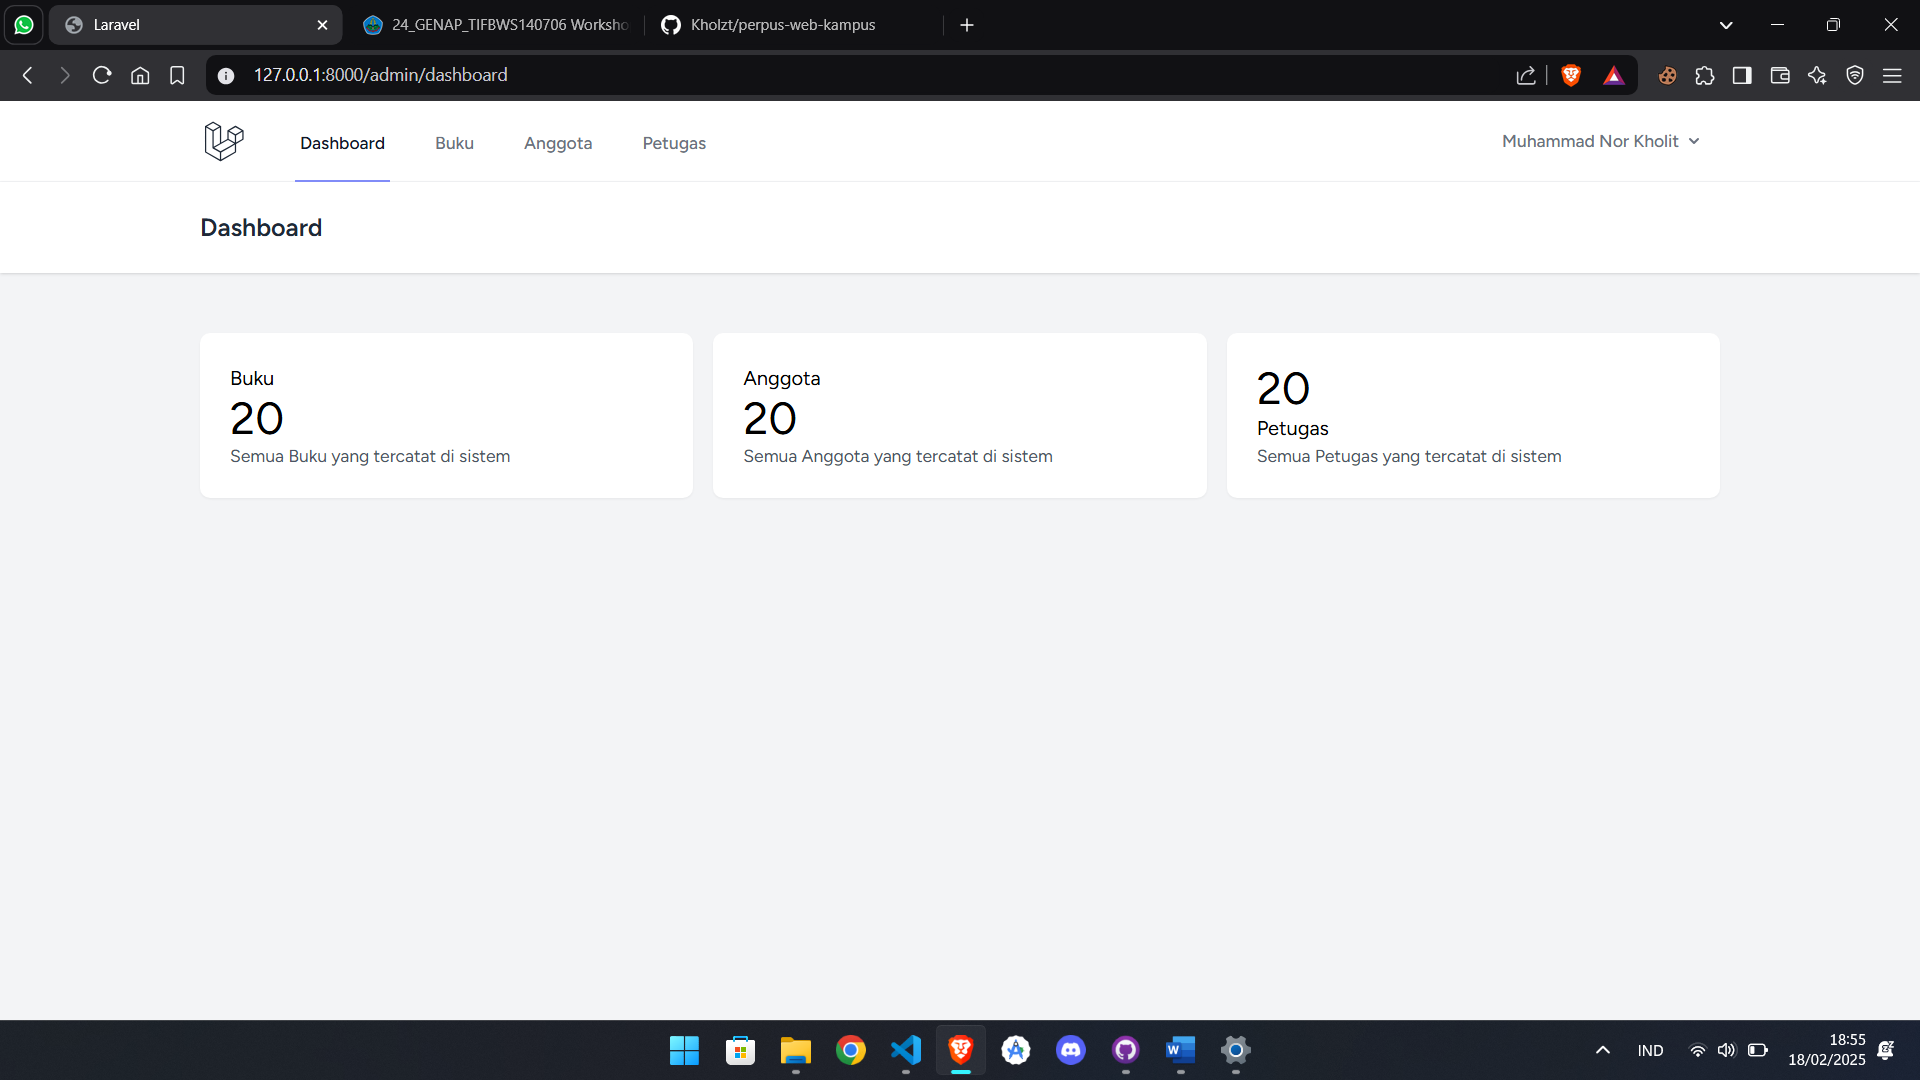 Laravel
24_GENAP_TIFBWS140706 Worksho
Kholzt/perpus-web-kampus
127.0.0.1:8000/admin/dashboard
Dashboard
Buku
Anggota
Petugas
Muhammad Nor Kholit
Dashboard
Buku
20
Semua Buku yang tercatat di sistem
Anggota
20
Semua Anggota yang tercatat di sistem
20
Petugas
Semua Petugas yang tercatat di sistem
IND
18:55
18/02/2025